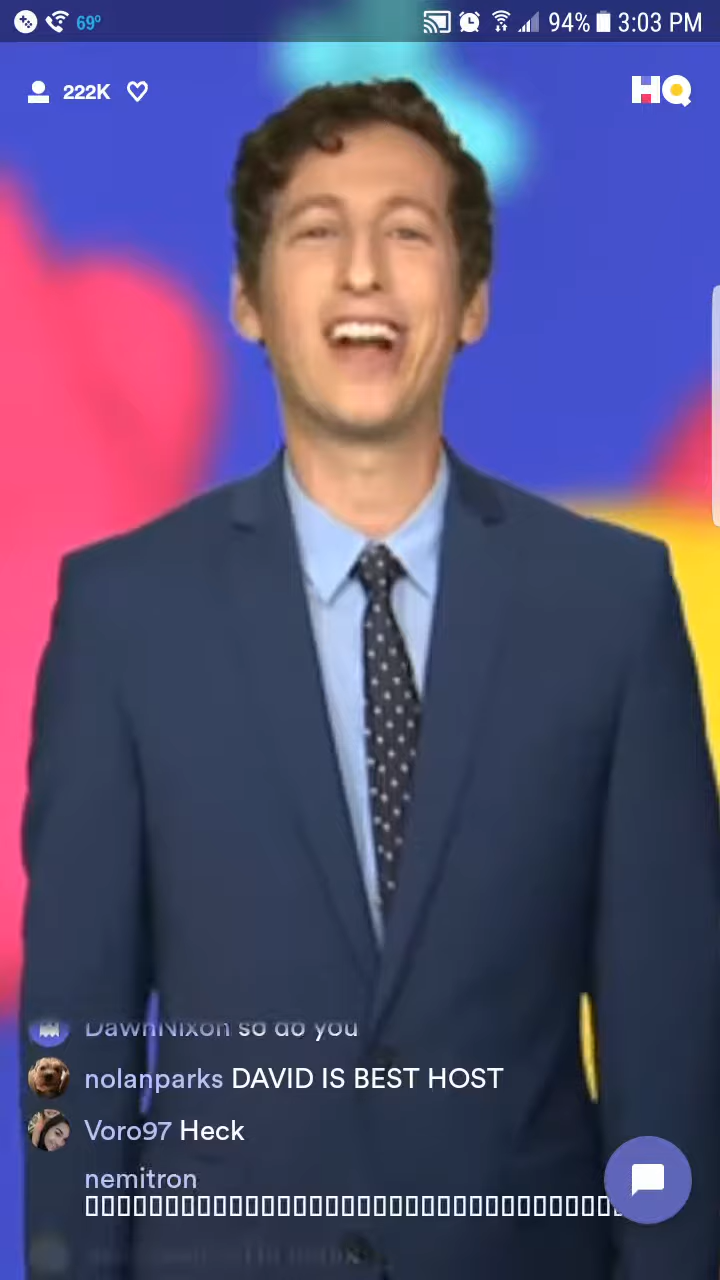 69° 94% 3:03 PM
222K HQ
DawnNixon so do you
nolanparks DAVID IS BEST HOST
Voro97 Heck
nemitron